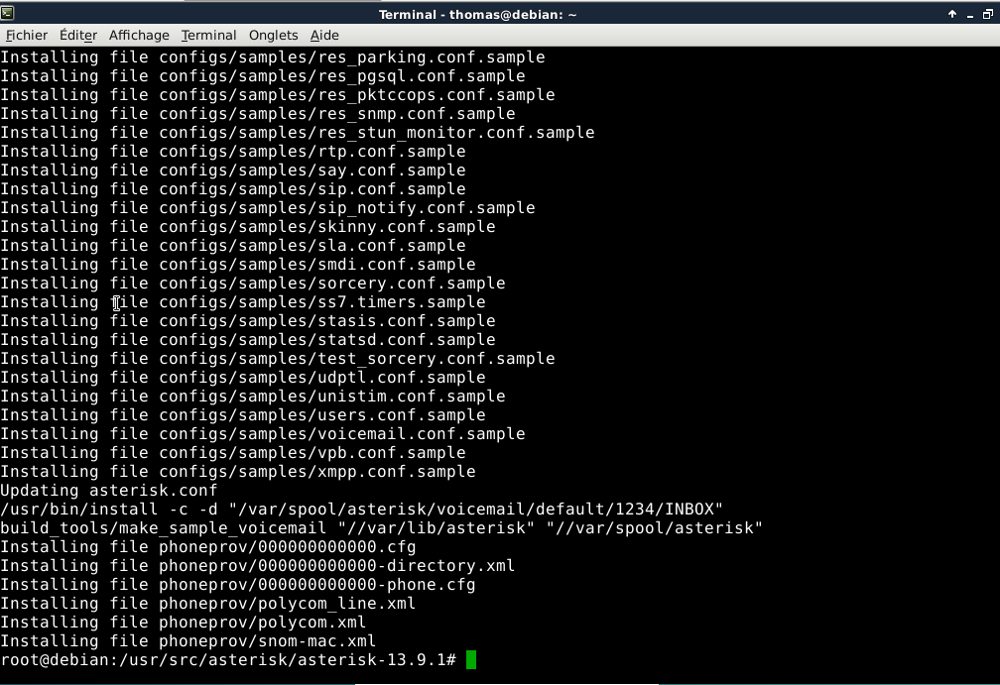 Terminal - thomas@debian: ~
Fichier Éditer Affichage Terminal Onglets Aide
Installing file configs/samples/res_parking.conf.sample
Installing file configs/samples/res_pgsql.conf.sample
Installing file configs/samples/res_pktccops.conf.sample
Installing file configs/samples/res_snmp.conf.sample
Installing file configs/samples/res_stun_monitor.conf.sample
Installing file configs/samples/rtp.conf.sample
Installing file configs/samples/say.conf.sample
Installing file configs/samples/sip.conf.sample
Installing file configs/samples/sip_notify.conf.sample
Installing file configs/samples/skinny.conf.sample
Installing file configs/samples/sla.conf.sample
Installing file configs/samples/smdi.conf.sample
Installing file configs/samples/sorcery.conf.sample
Installing file configs/samples/ss7.timers.sample
Installing file configs/samples/stasis.conf.sample
Installing file configs/samples/statsd.conf.sample
Installing file configs/samples/test_sorcery.conf.sample
Installing file configs/samples/udptl.conf.sample
Installing file configs/samples/unistim.conf.sample
Installing file configs/samples/users.conf.sample
Installing file configs/samples/voicemail.conf.sample
Installing file configs/samples/vpb.conf.sample
Installing file configs/samples/xmpp.conf.sample
Updating asterisk.conf
/usr/bin/install -c -d "/var/spool/asterisk/voicemail/default/1234/INBOX"
build_tools/make_sample_voicemail "//var/lib/asterisk" "//var/spool/asterisk"
Installing file phoneprov/000000000000.cfg
Installing file phoneprov/000000000000-directory.xml
Installing file phoneprov/000000000000-phone.cfg
Installing file phoneprov/polycom_line.xml
Installing file phoneprov/polycom.xml
Installing file phoneprov/snom-mac.xml
root@debian:/usr/src/asterisk/asterisk-13.9.1#